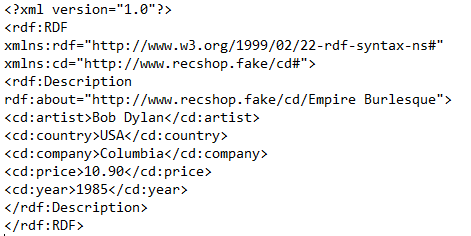 <?xml version="1.0"?>
<rdf:RDF
xmlns:rdf="http://www.w3.org/1999/02/22-rdf-syntax-ns#"
xmlns:cd="http://www.recshop.fake/cd#">
<rdf:Description
rdf:about="http://www.recshop.fake/cd/Empire Burlesque">
<cd:artist>Bob Dylan</cd:artist>
<cd:country>USA</cd:country>
<cd:company>Columbia</cd:company>
<cd:price>10.90</cd:price>
<cd:year>1985</cd:year>
</rdf:Description>
</rdf:RDF>